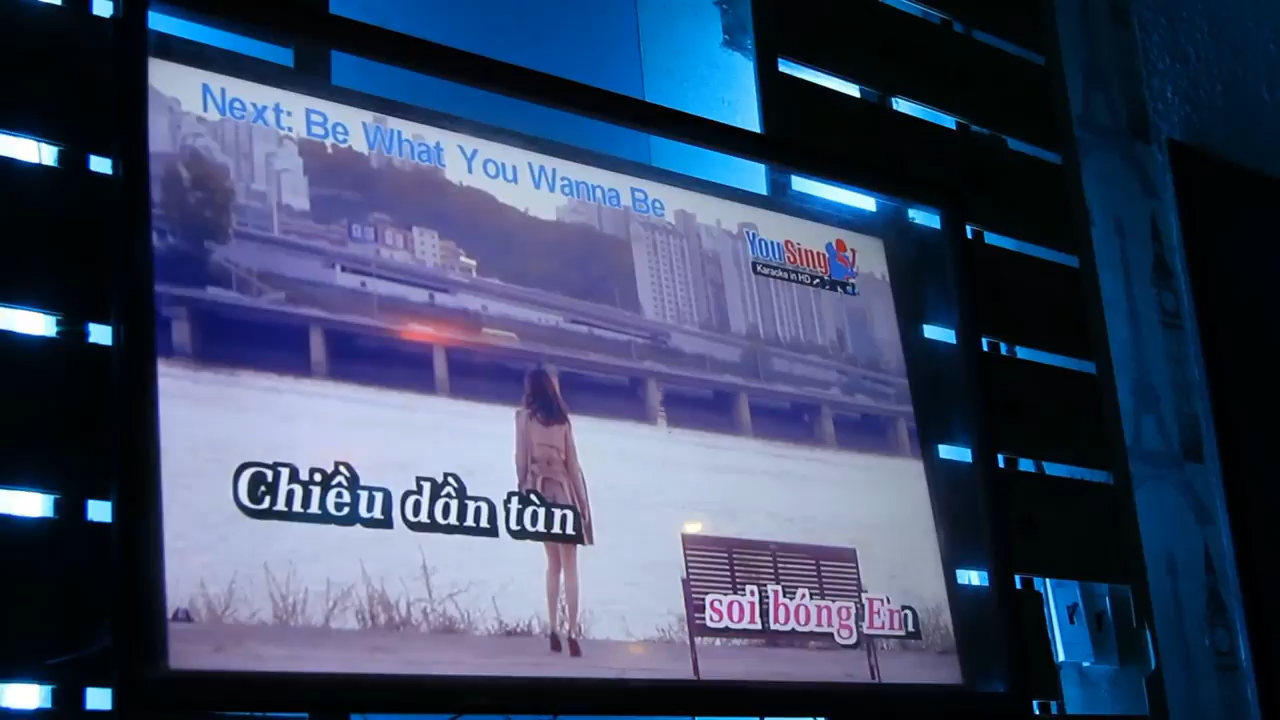 Next: Be What You Wanna Be
YouSing
Karaoke in HD
Chiều dần tàn
soi bóng Em